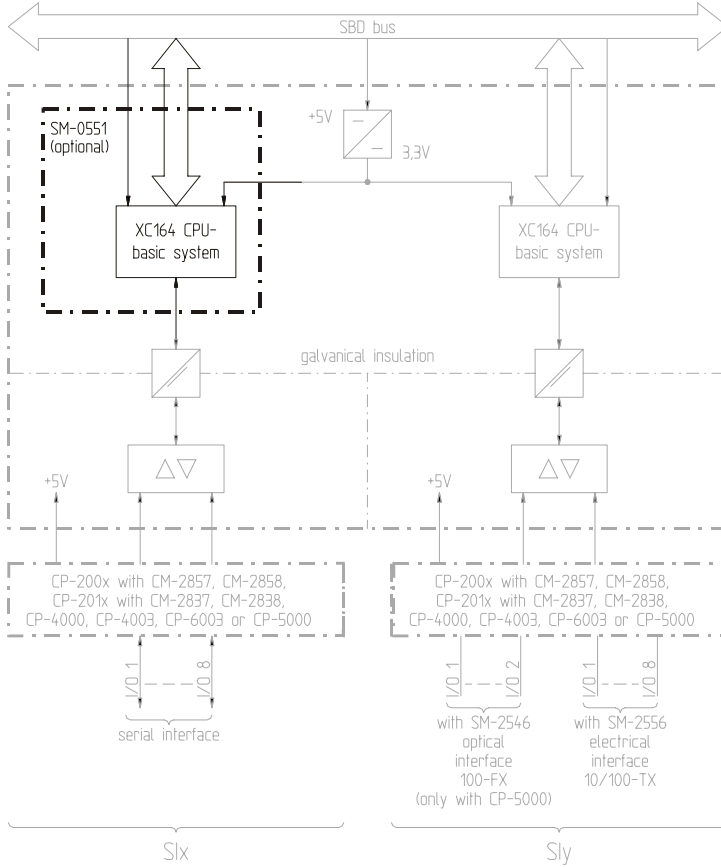 SBD bus
SM-0551
(optional)
+5V
3,3V
XC164 CPU-
basic system
XC164 CPU-
basic system
galvanical insulation
+5V
+5V
CP-200x with CM-2857, CM-2858,
CP-201x with CM-2837, CM-2838,
CP-4000, CP-4003, CP-6003 or CP-5000
CP-200x with CM-2857, CM-2858,
CP-201x with CM-2837, CM-2838,
CP-4000, CP-4003, CP-6003 or CP-5000
I/O 1
I/O 8
I/O 1
I/O 2
I/O 1
I/O 8
serial interface
with SM-2546
optical
interface
100-FX
(only with CP-5000)
with SM-2556
electrical
interface
10/100-TX
SIx
SIy